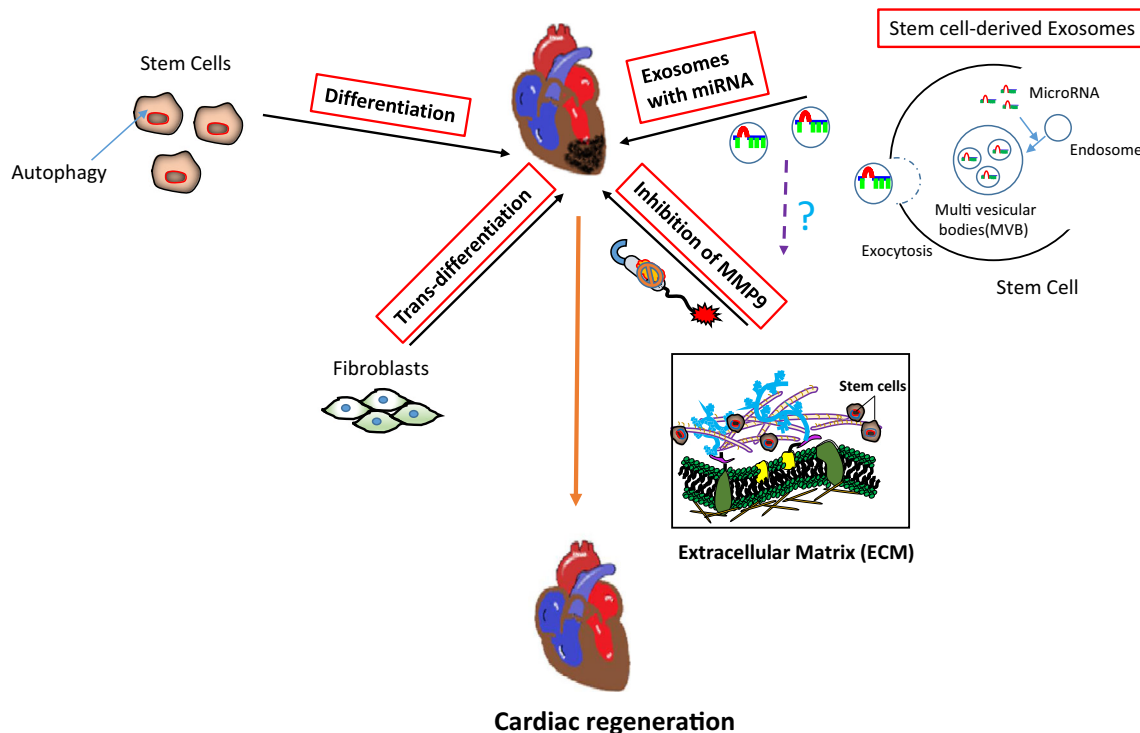 Stem cell-derived Exosomes
Stem Cells
Differentiation
Exosomes
with miRNA
MicroRNA
Endosome
Autophagy
Multi vesicular
bodies(MVB)
Exocytosis
Stem Cell
?
Trans-differentiation
Inhibition of MMP9
Fibroblasts
Stem cells
Extracellular Matrix (ECM)
Cardiac regeneration